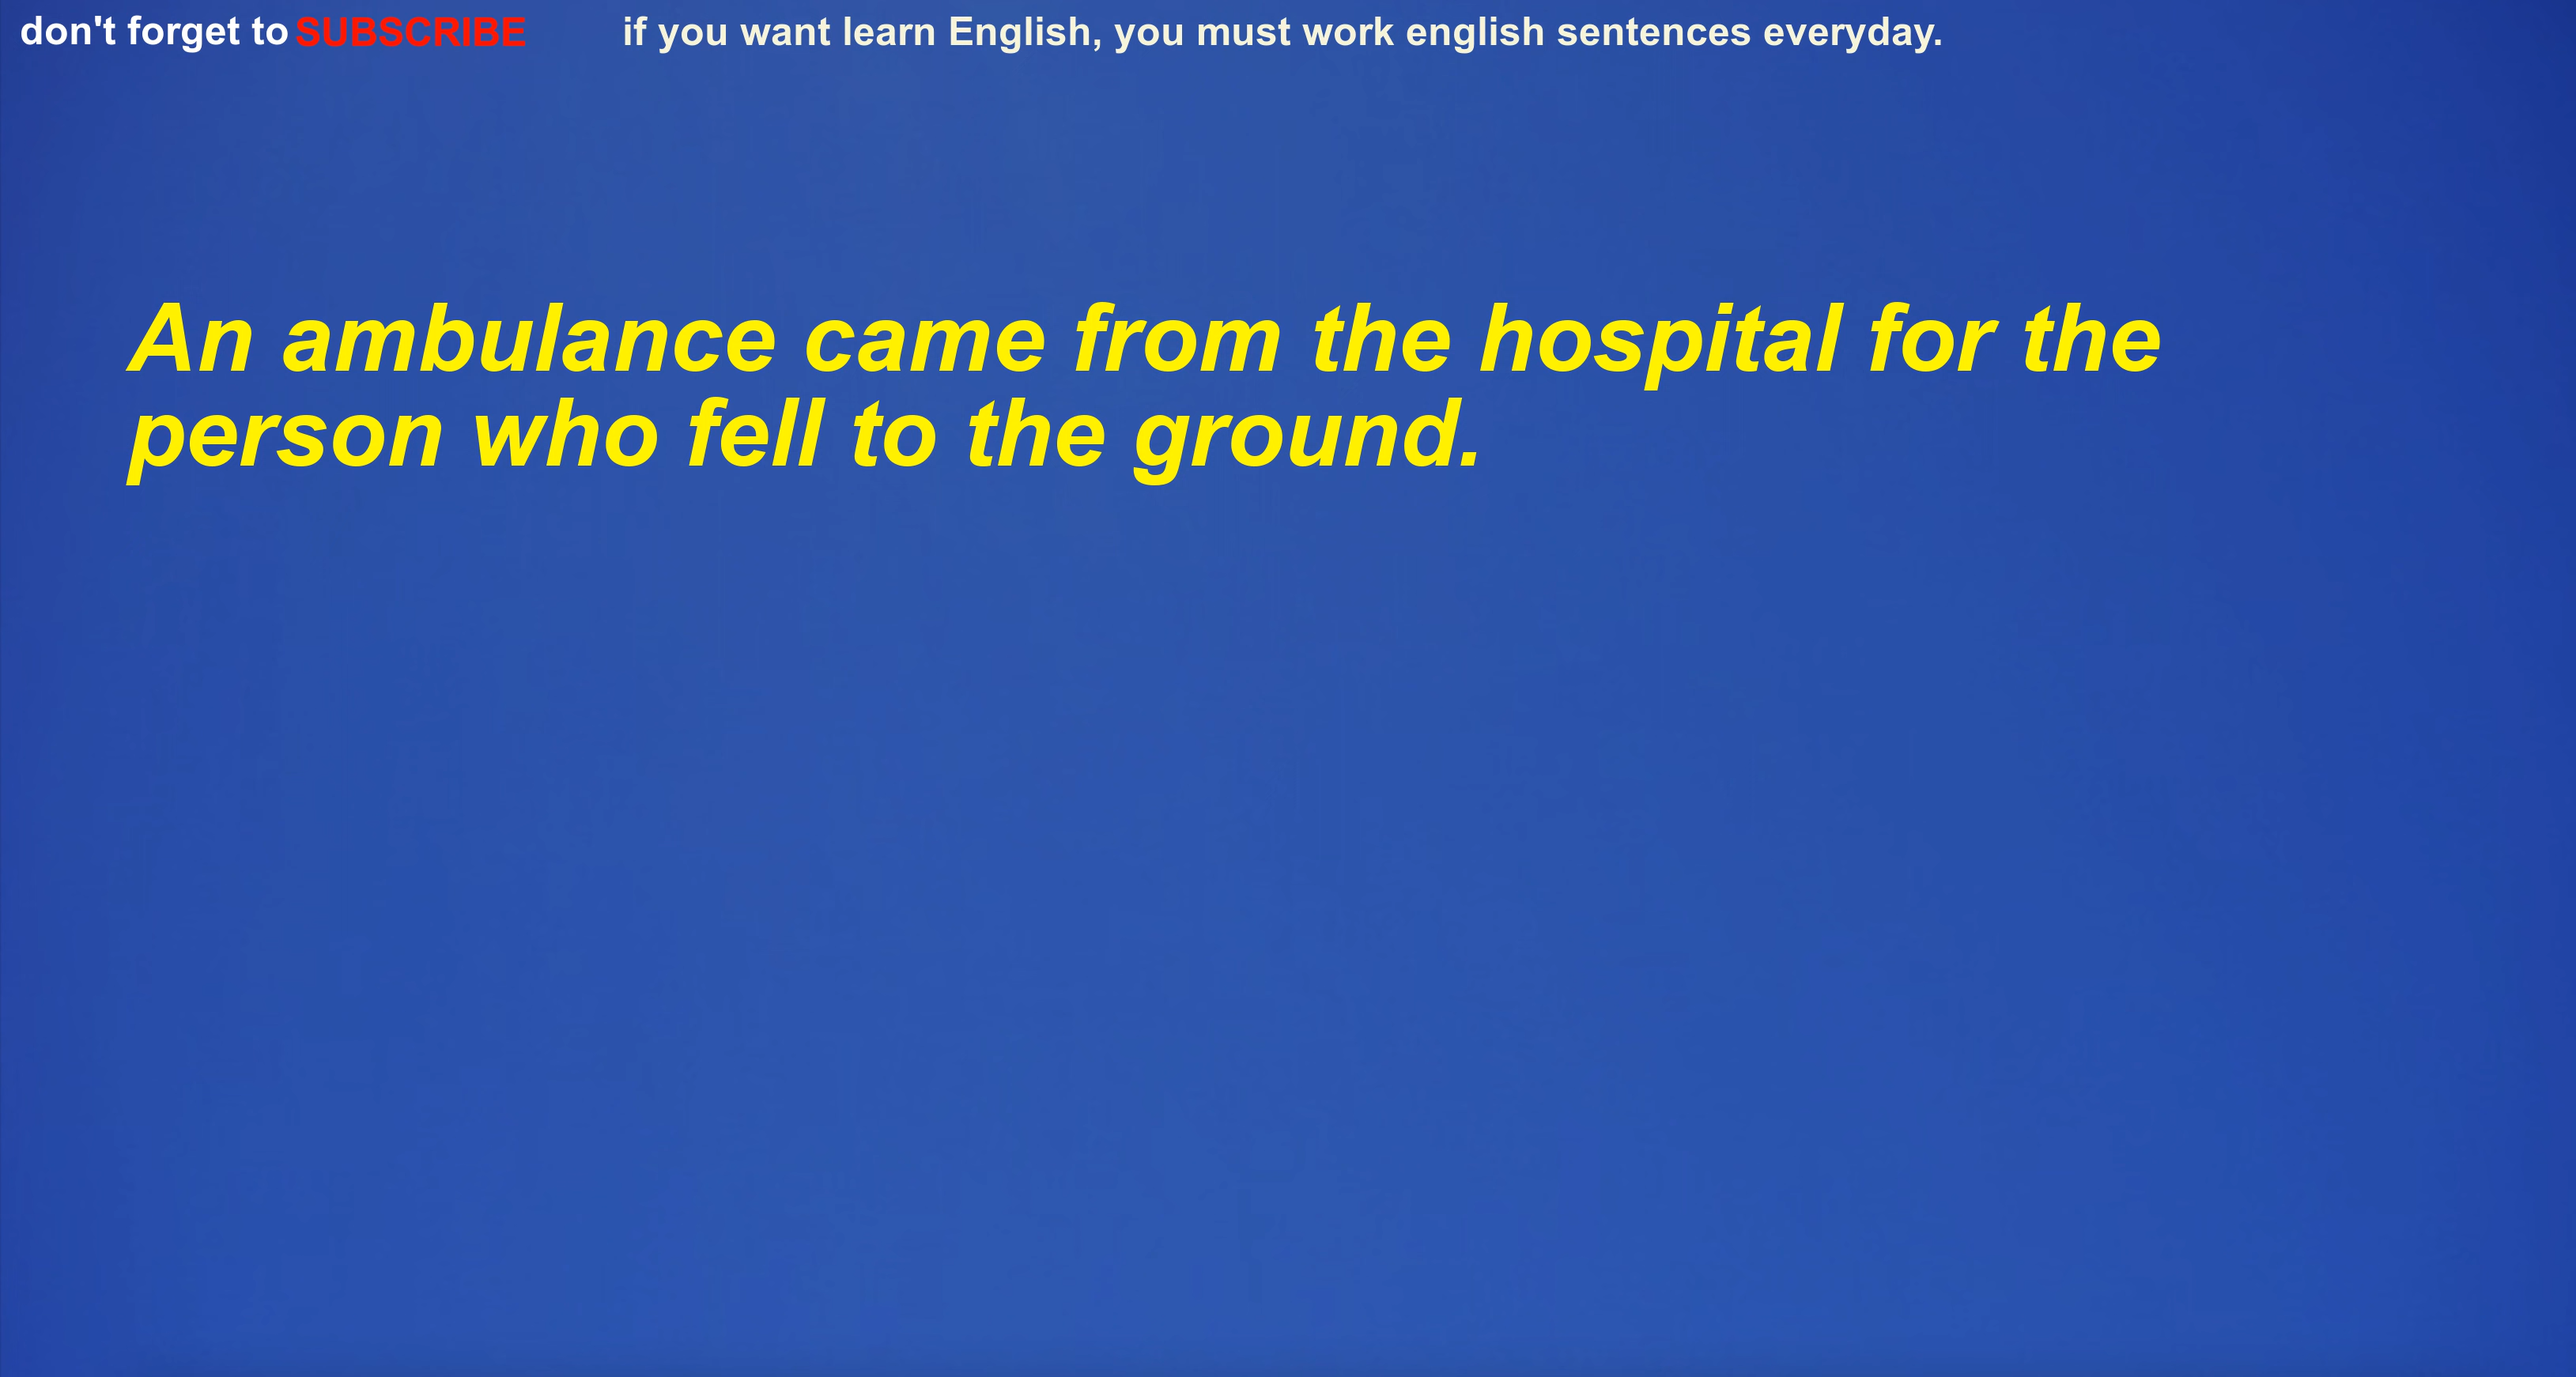 don't forget to SUBSCRIBE if you want learn English, you must work english sentences everyday.
An ambulance came from the hospital for the
person who fell to the ground.